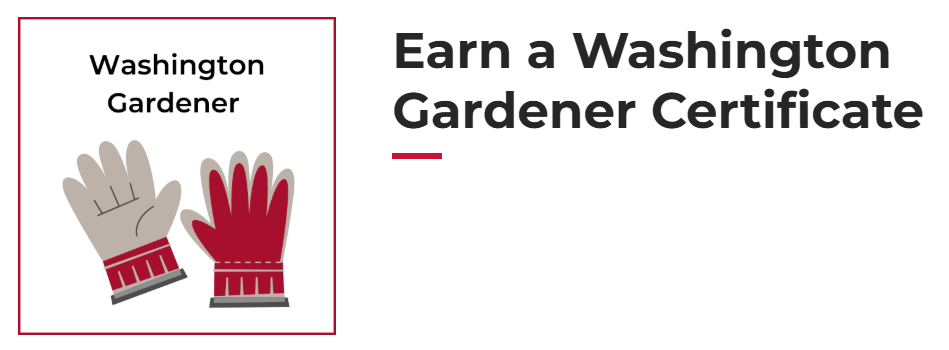 Washington
Gardener
Earn a Washington
Gardener Certificate